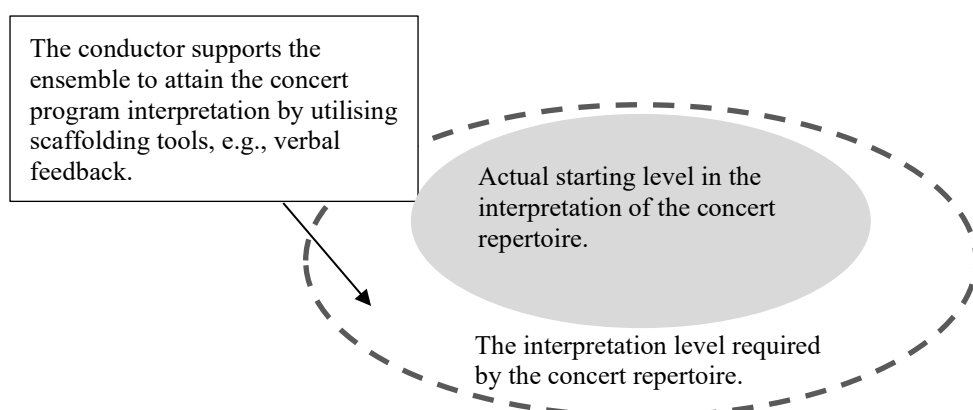 The conductor supports the
ensemble to attain the concert
program interpretation by utilising
scaffolding tools, e.g., verbal
feedback.
Actual starting level in the
interpretation of the concert
repertoire.
The interpretation level required
by the concert repertoire.